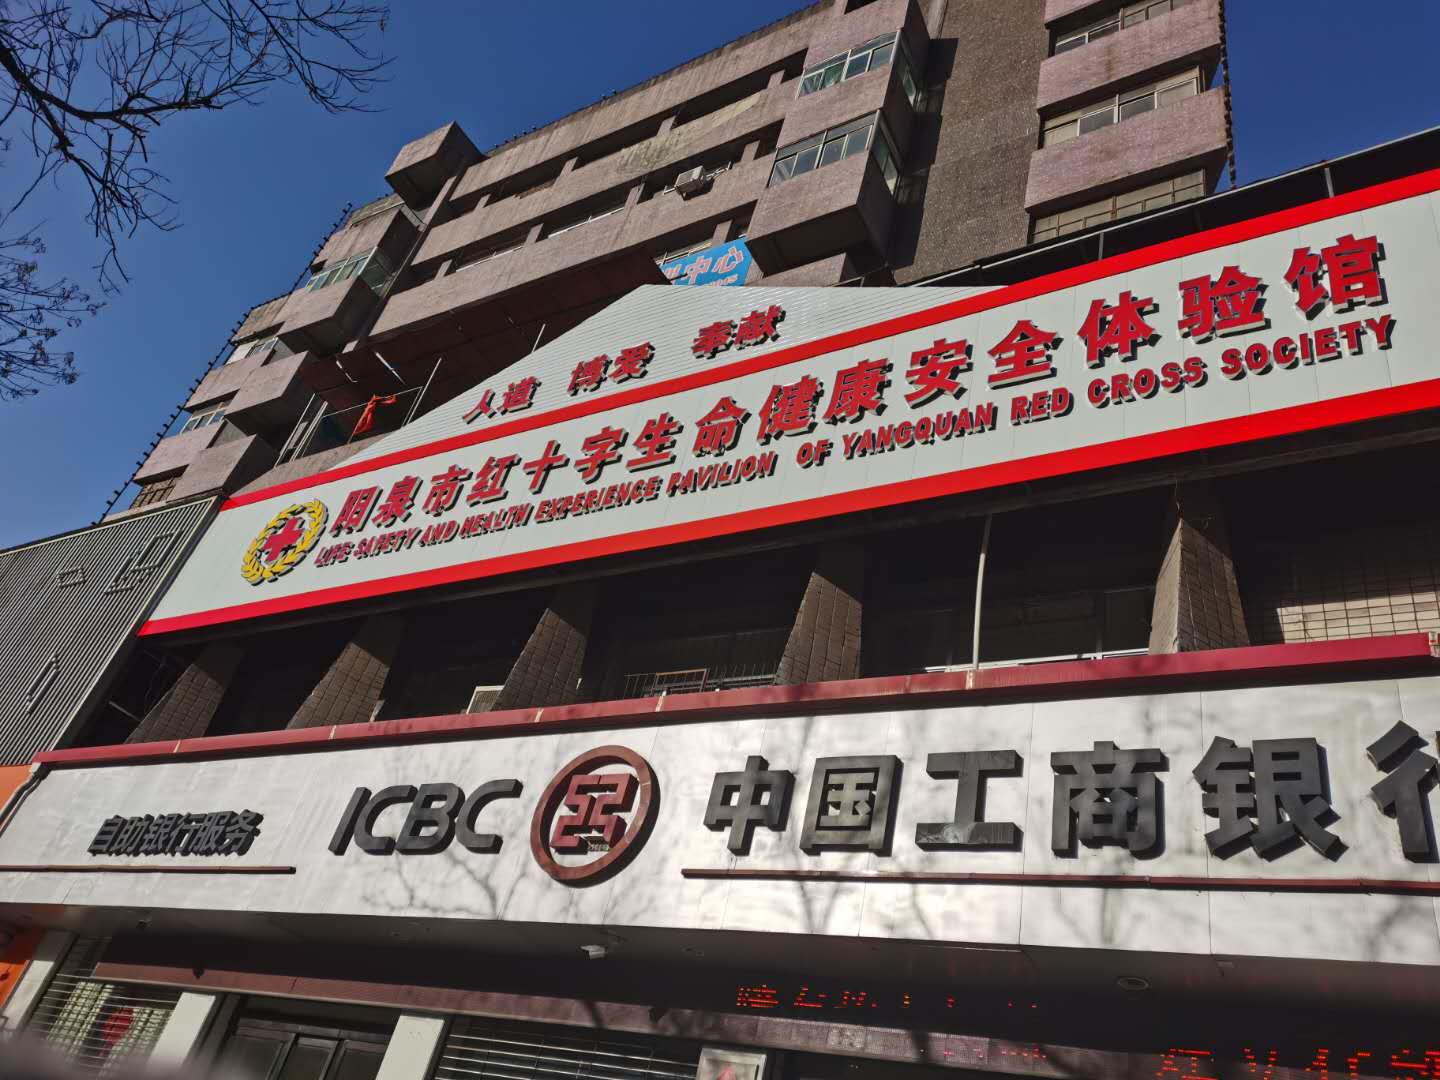 中心
人道 博爱 奉献
阳泉市红十字生命健康安全体验馆
LIFE SAFETY AND HEALTH EXPERIENCE PAVILION OF YANGQUAN RED CROSS SOCIETY
自助银行服务
ICBC
中国工商银行